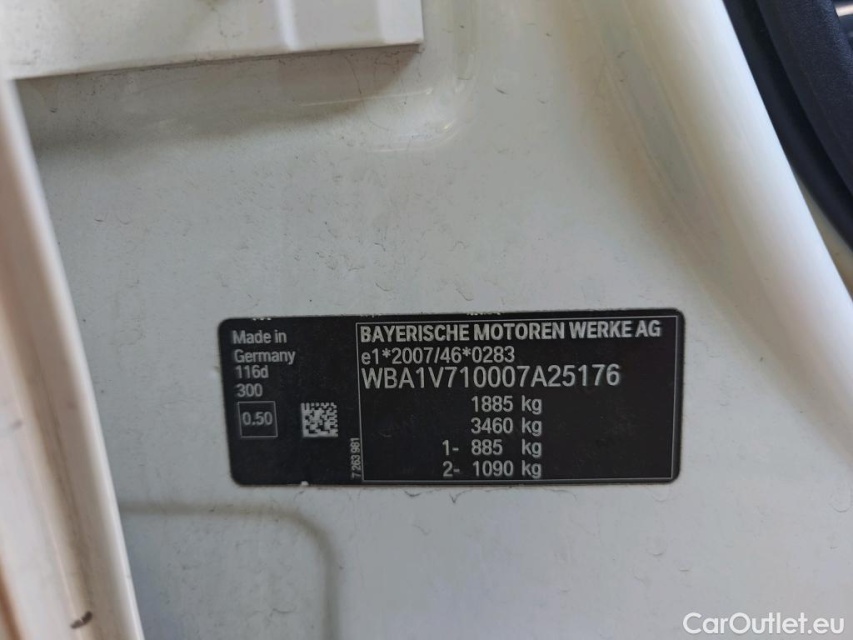 Made in
Germany
116d
300
0.50
7 263 981
BAYERISCHE MOTOREN WERKE AG
e1*2007/46*0283
WBA1V710007A25176
1885 kg
3460 kg
1- 885 kg
2- 1090 kg
CarOutlet.eu